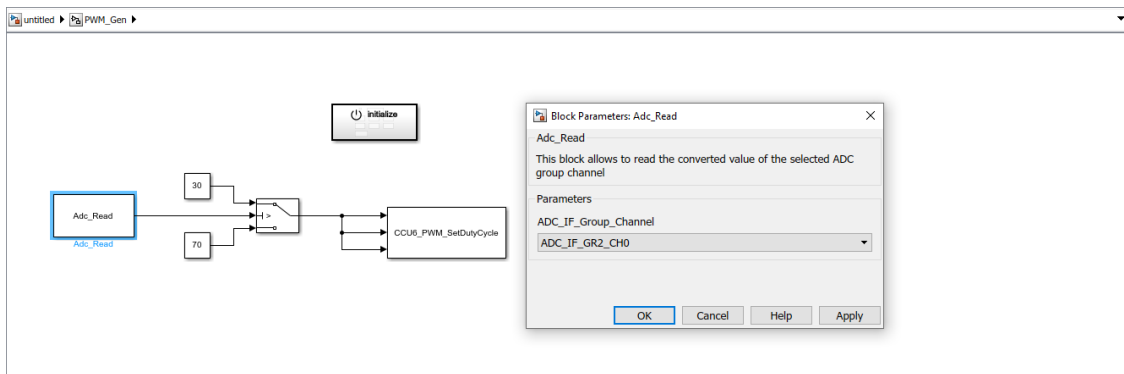 untitled PWM_Gen
initialize
Block Parameters: Adc_Read
Adc_Read
This block allows to read the converted value of the selected ADC
group channel
Parameters
ADC_IF_Group_Channel
ADC_IF_GR2_CH0
OK Cancel Help Apply
30
Adc_Read
>
CCU6_PWM_SetDutyCycle
Adc_Read
70